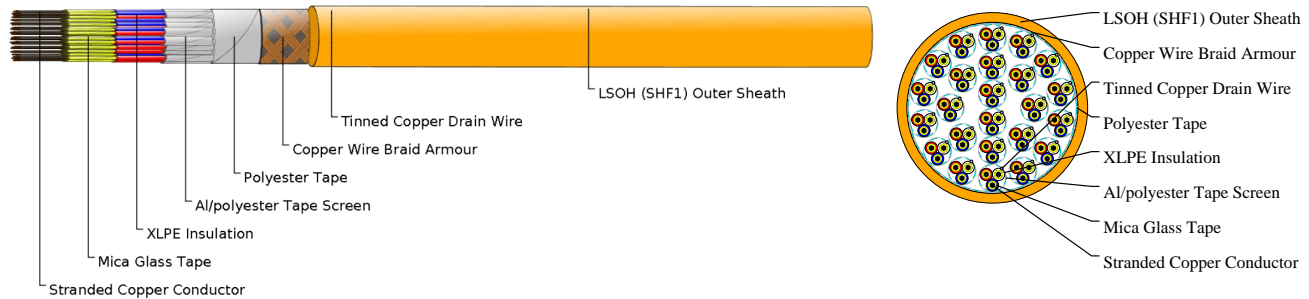 LSOH (SHF1) Outer Sheath
Tinned Copper Drain Wire
Copper Wire Braid Armour
Polyester Tape
Al/polyester Tape Screen
XLPE Insulation
Mica Glass Tape
Stranded Copper Conductor
LSOH (SHF1) Outer Sheath
Copper Wire Braid Armour
Tinned Copper Drain Wire
Polyester Tape
XLPE Insulation
Al/polyester Tape Screen
Mica Glass Tape
Stranded Copper Conductor